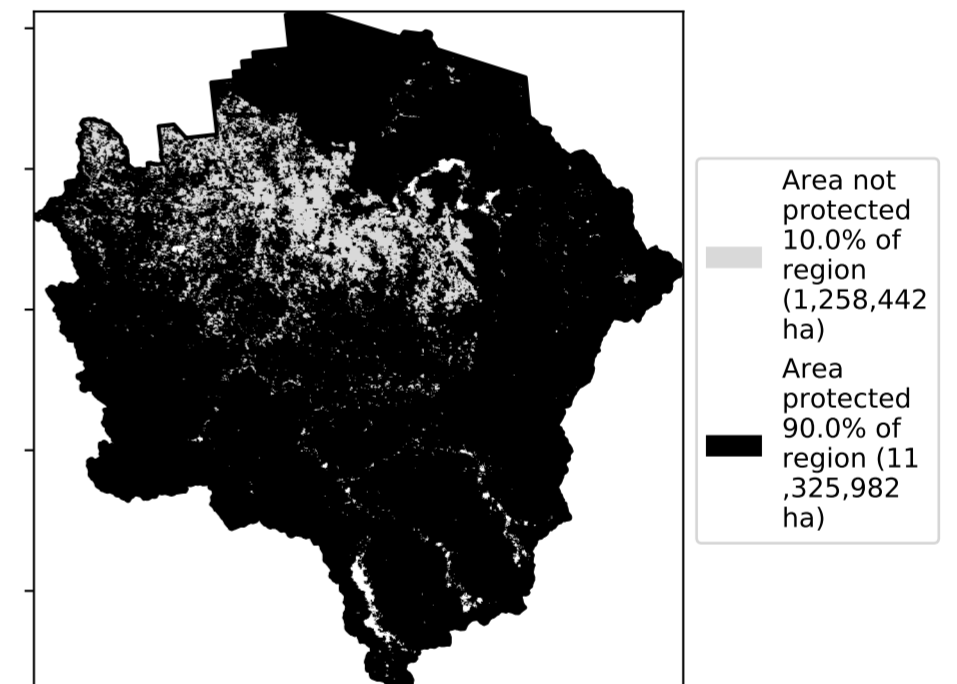 Area not
protected
10.0% of
region
(1,258,442
ha)
Area
protected
90.0% of
region (11
,325,982
ha)